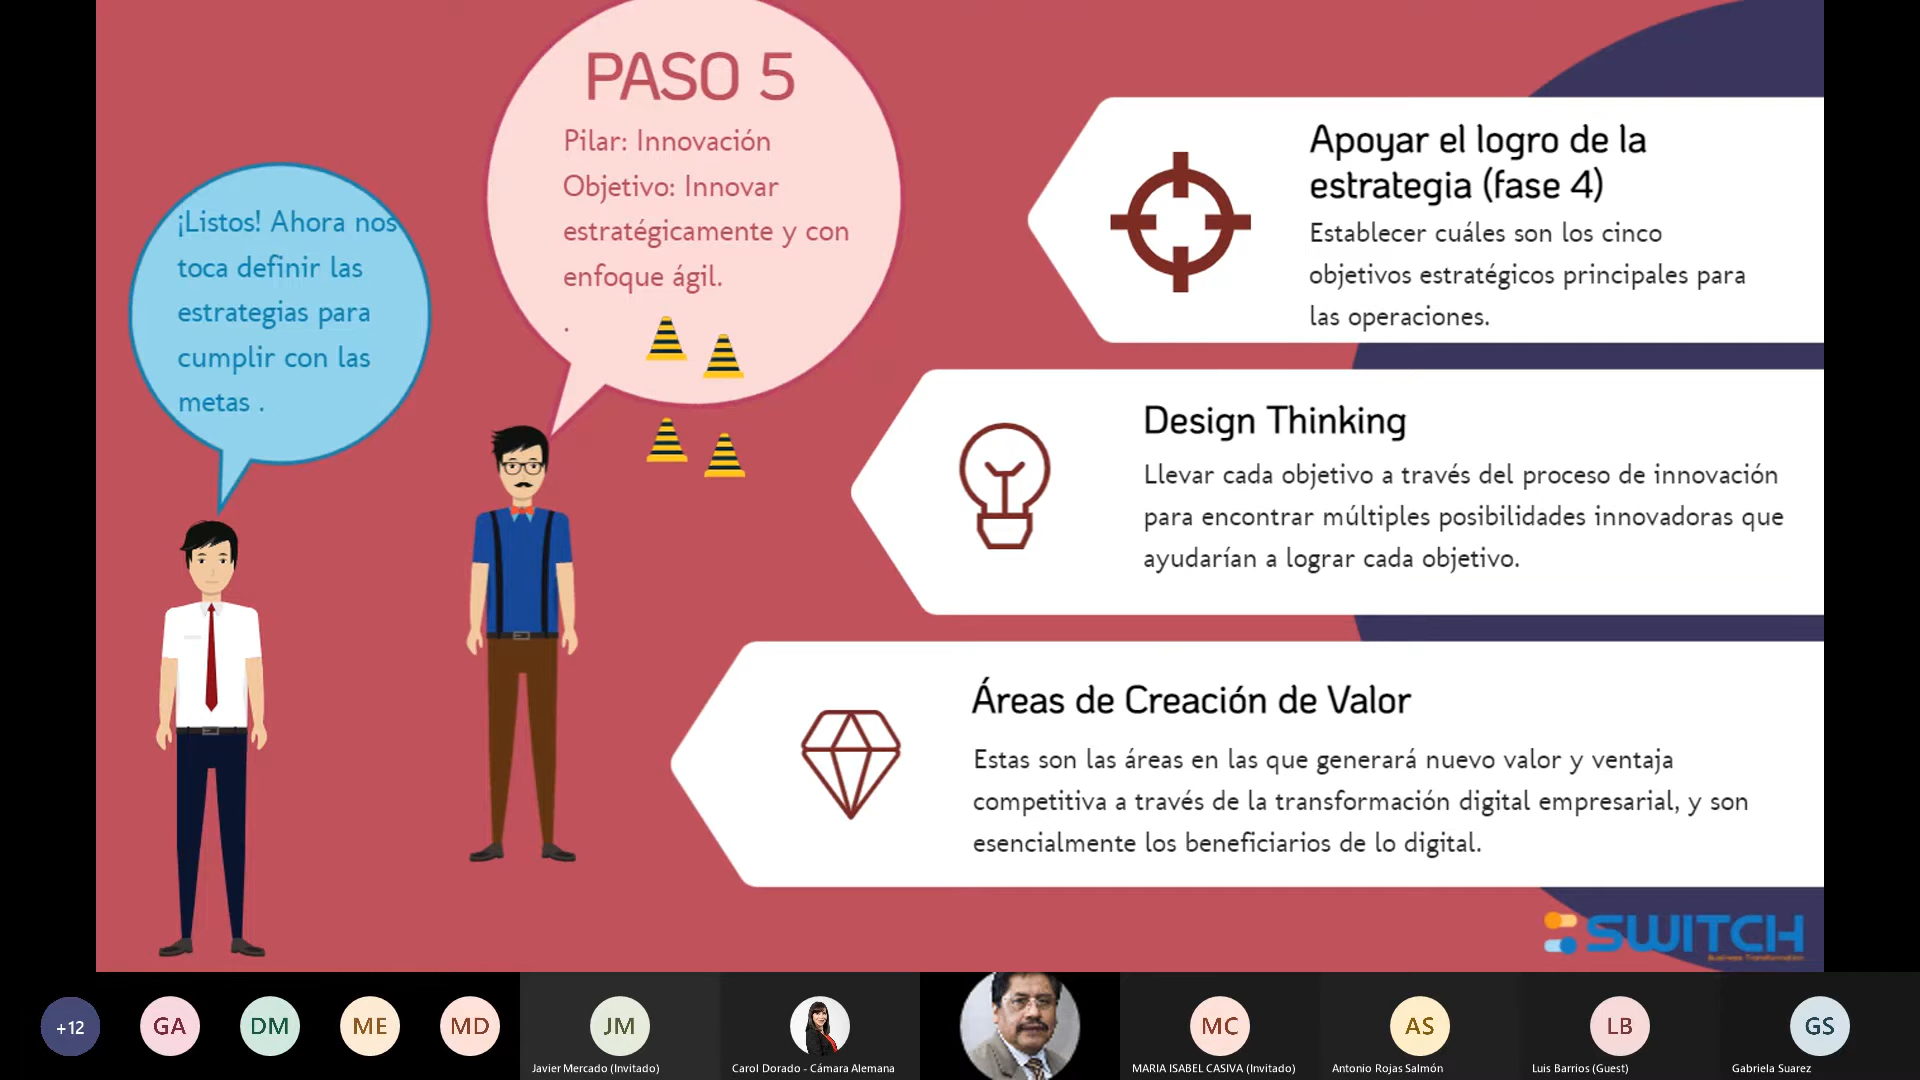 PASO 5
Pilar: Innovación
Objetivo: Innovar
estratégicamente y con
enfoque ágil.
.
¡Listos! Ahora nos
toca definir las
estrategias para
cumplir con las
metas .
Apoyar el logro de la
estrategia (fase 4)
Establecer cuáles son los cinco
objetivos estratégicos principales para
las operaciones.
Design Thinking
Llevar cada objetivo a través del proceso de innovación
para encontrar múltiples posibilidades innovadoras que
ayudarían a lograr cada objetivo.
Áreas de Creación de Valor
Estas son las áreas en las que generará nuevo valor y ventaja
competitiva a través de la transformación digital empresarial, y son
esencialmente los beneficiarios de lo digital.
SWITCH
Business Transformation
+12
GA
DM
ME
MD
JM
MC
AS
LB
GS
Javier Mercado (Invitado)
Carol Dorado - Cámara Alemana
MARIA ISABEL CASIVA (Invitado)
Antonio Rojas Salmón
Luis Barrios (Guest)
Gabriela Suarez